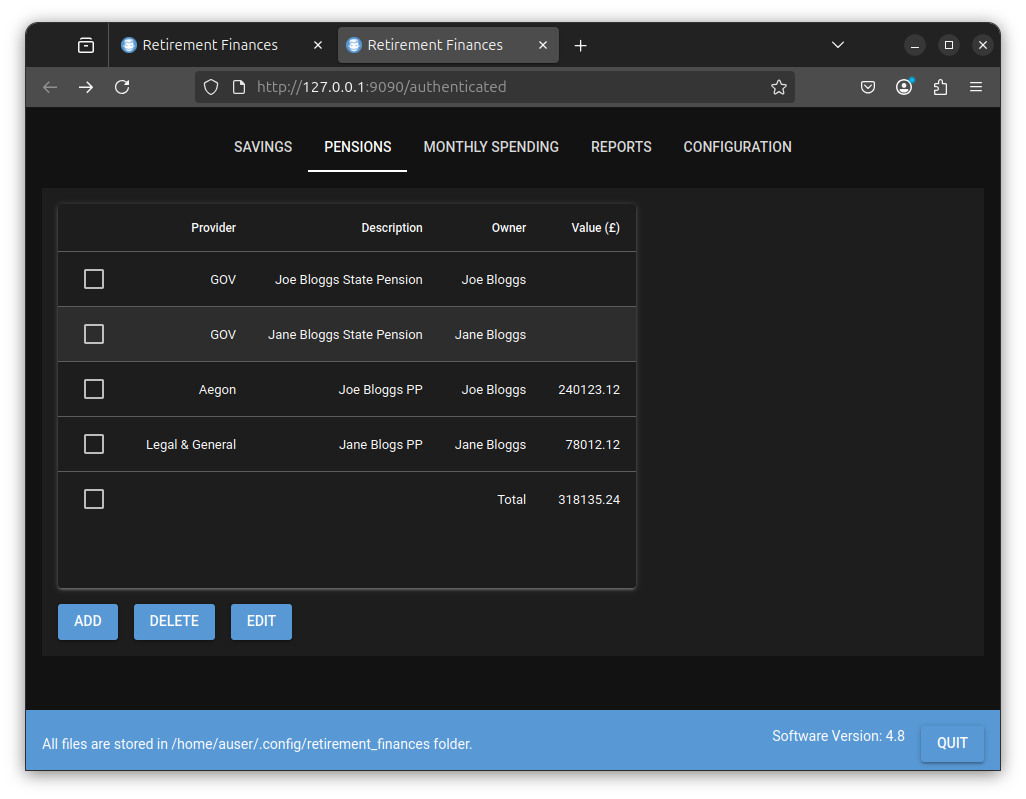 Retirement Finances Retirement Finances
http://127.0.0.1:9090/authenticated
SAVINGS PENSIONS MONTHLY SPENDING REPORTS CONFIGURATION
Provider Description Owner Value (£)
GOV Joe Bloggs State Pension Joe Bloggs
GOV Jane Bloggs State Pension Jane Bloggs
Aegon Joe Bloggs PP Joe Bloggs 240123.12
Legal & General Jane Blogs PP Jane Bloggs 78012.12
Total 318135.24
ADD DELETE EDIT
All files are stored in /home/auser/.config/retirement_finances folder. Software Version: 4.8 QUIT